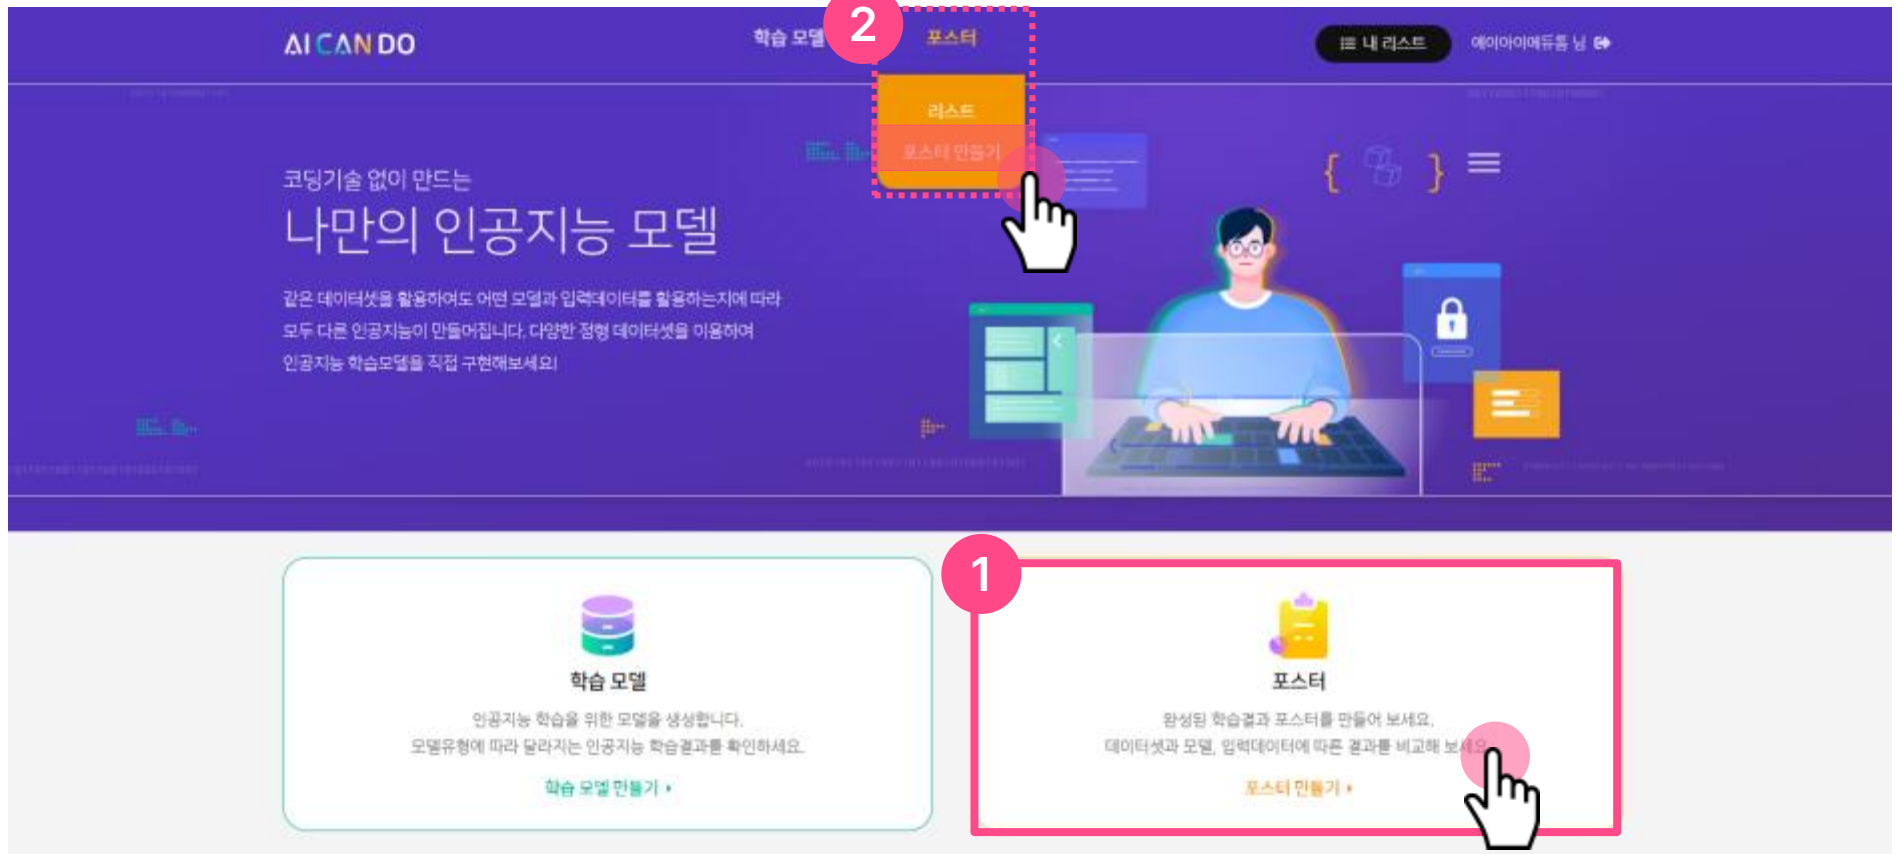 AI CAN DO
학습 모델
2
포스터
내 리스트
에이아이에듀톰 님
리스트
포스터 만들기
코딩기술 없이 만드는
나만의 인공지능 모델
같은 데이터셋을 활용하여도 어떤 모델과 입력데이터를 활용하는지에 따라
모두 다른 인공지능이 만들어집니다. 다양한 정형 데이터셋을 이용하여
인공지능 학습모델을 직접 구현해보세요!
1
학습 모델
인공지능 학습을 위한 모델을 생성합니다.
모델유형에 따라 달라지는 인공지능 학습결과를 확인하세요.
학습 모델 만들기
포스터
완성된 학습결과 포스터를 만들어 보세요.
데이터셋과 모델, 입력데이터에 따른 결과를 비교해 보세요.
포스터 만들기